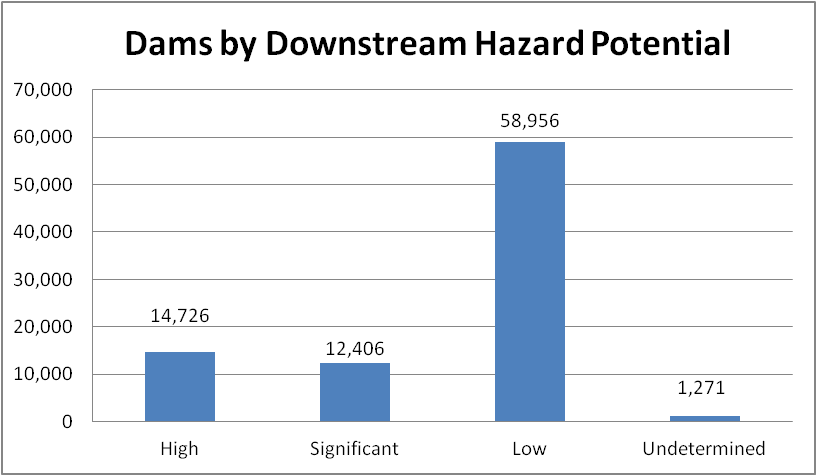 Dams by Downstream Hazard Potential
70,000
60,000
50,000
40,000
30,000
20,000
10,000
0
14,726
12,406
58,956
1,271
High
Significant
Low
Undetermined